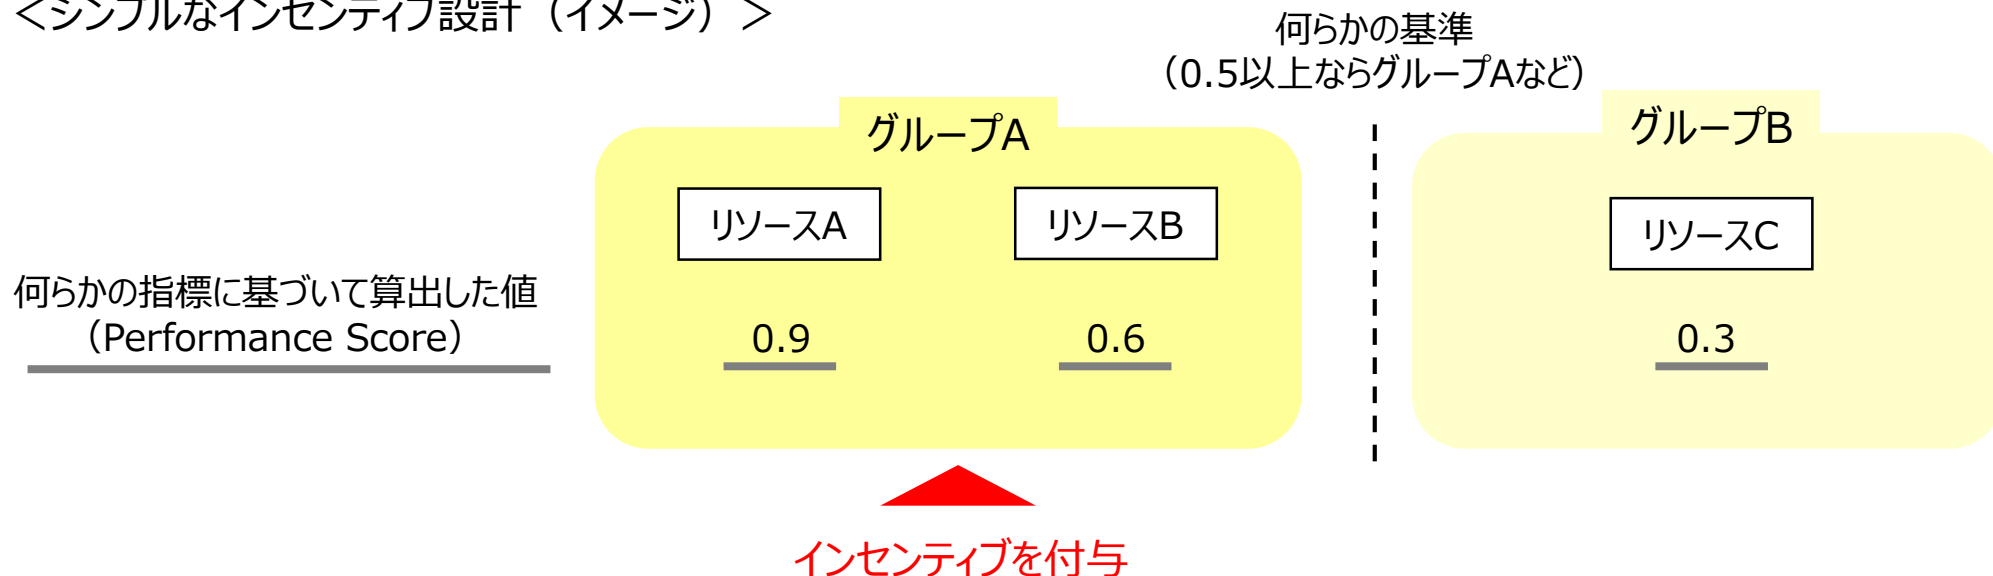 ＜シンプルなインセンティブ設計（イメージ）＞
何らかの基準
（0.5以上ならグループAなど）
グループA
グループB
リソースA
リソースB
リソースC
何らかの指標に基づいて算出した値
（Performance Score）
0.9
0.6
0.3
インセンティブを付与